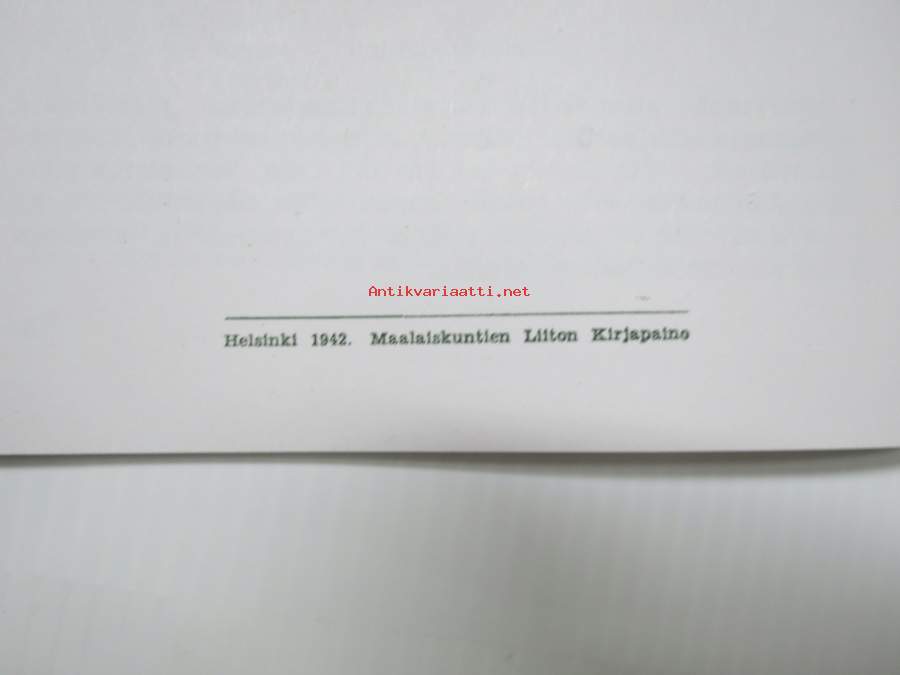 Antikvariaatti.net
Helsinki 1942. Maalaiskuntien Liiton Kirjapaino